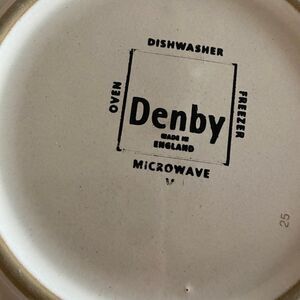 DISHWASHER
OVEN
Denby
MADE IN
ENGLAND
FREEZER
MICROWAVE
V
25